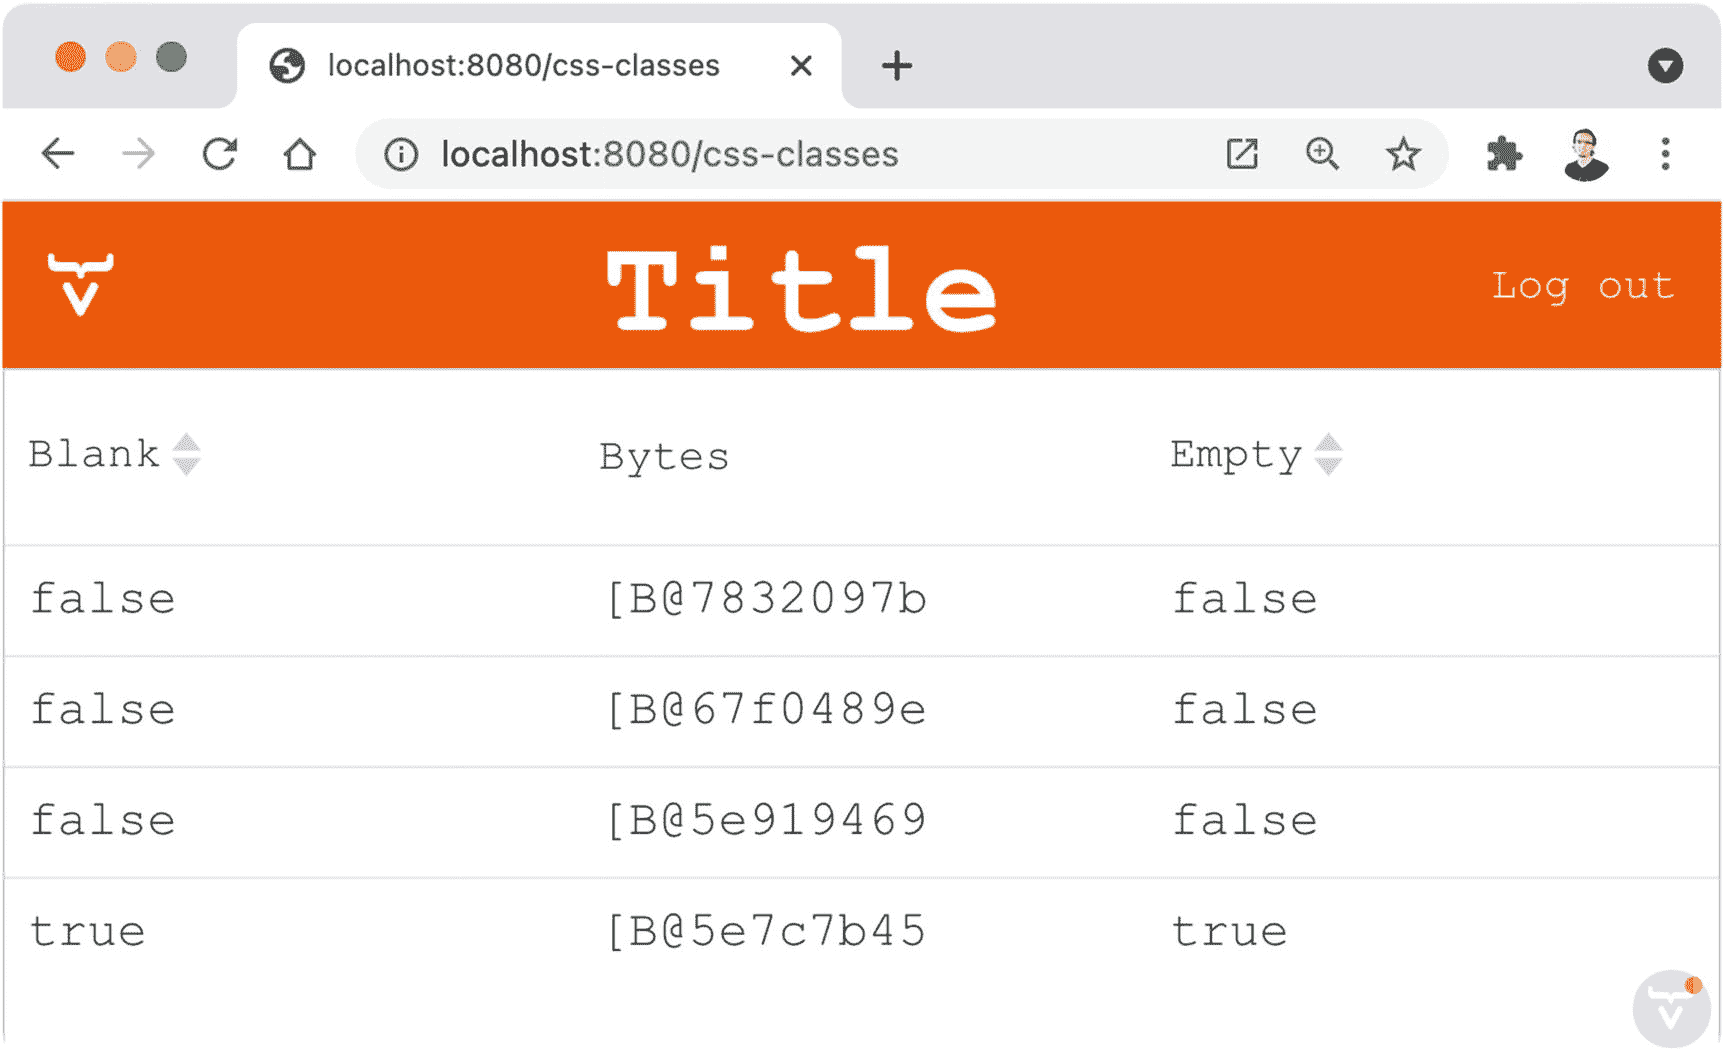 localhost:8080/css-classes
localhost:8080/css-classes
Title
Log out
Blank Bytes Empty
false [B@7832097b false
false [B@67f0489e false
false [B@5e919469 false
true [B@5e7c7b45 true